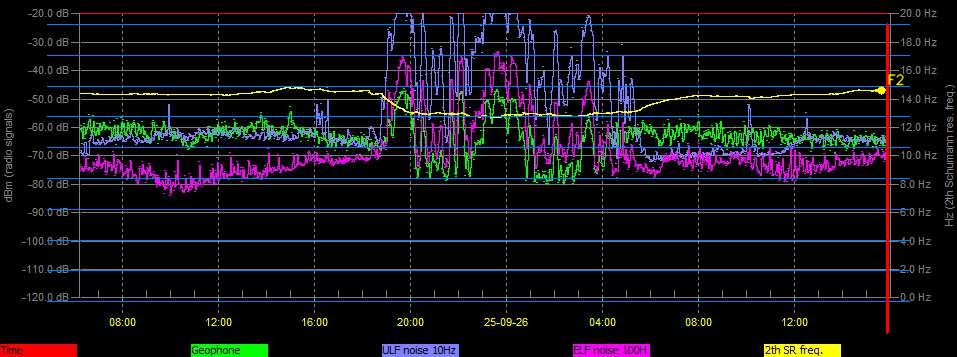 -20.0 dB 20.0 Hz
-30.0 dB 18.0 Hz
-40.0 dB 16.0 Hz
F2
-50.0 dB 14.0 Hz
-60.0 dB 12.0 Hz
-70.0 dB 10.0 Hz
-80.0 dB 8.0 Hz
-90.0 dB 6.0 Hz
-100.0 dB 4.0 Hz
-110.0 dB 2.0 Hz
-120.0 dB 0.0 Hz
dBm (radio signals)
Hz (2th Schumann res. freq.)
08:00 12:00 16:00 20:00 25-09-26 04:00 08:00 12:00
Time Geophone ULF noise 10Hz ELF noise 100H 2th SR freq.